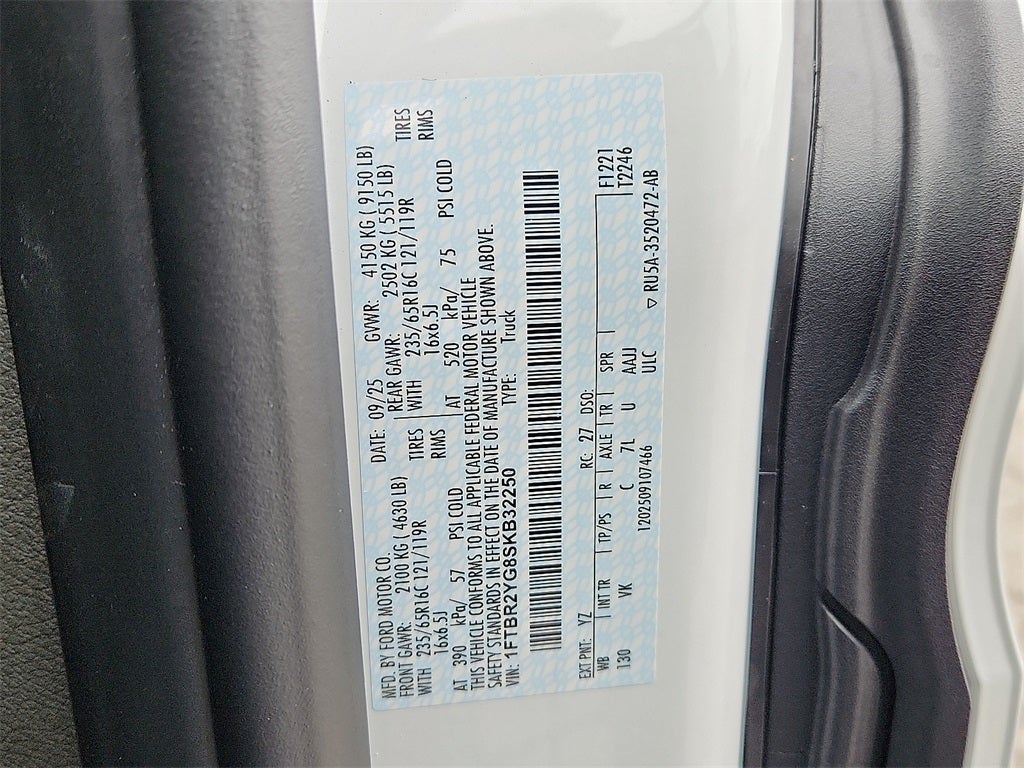 MFD. BY FORD MOTOR CO. DATE: 09/25 GVWR: 4150 KG ( 9150 LB)
FRONT GAWR: 2100 KG ( 4630 LB) REAR GAWR: 2502 KG ( 5515 LB)
WITH 235/65R16C 121/119R TIRES WITH 235/65R16C 121/119R TIRES
16x6.5J RIMS 16x6.5J RIMS
AT 390 kPa/ 57 PSI COLD AT 520 kPa/ 75 PSI COLD
THIS VEHICLE CONFORMS TO ALL APPLICABLE FEDERAL MOTOR VEHICLE
SAFETY STANDARDS IN EFFECT ON THE DATE OF MANUFACTURE SHOWN ABOVE.
VIN: 1FTBR2YG8SKB32250 TYPE: Truck
EXT PNT: YZ RC: 27 DSO: F1221
WB INT TR TP/PS R AXLE TR SPR T2246
130 VK C 7L U AAJJ
1202509107466 ULC ▽ RU5A-3520472-AB